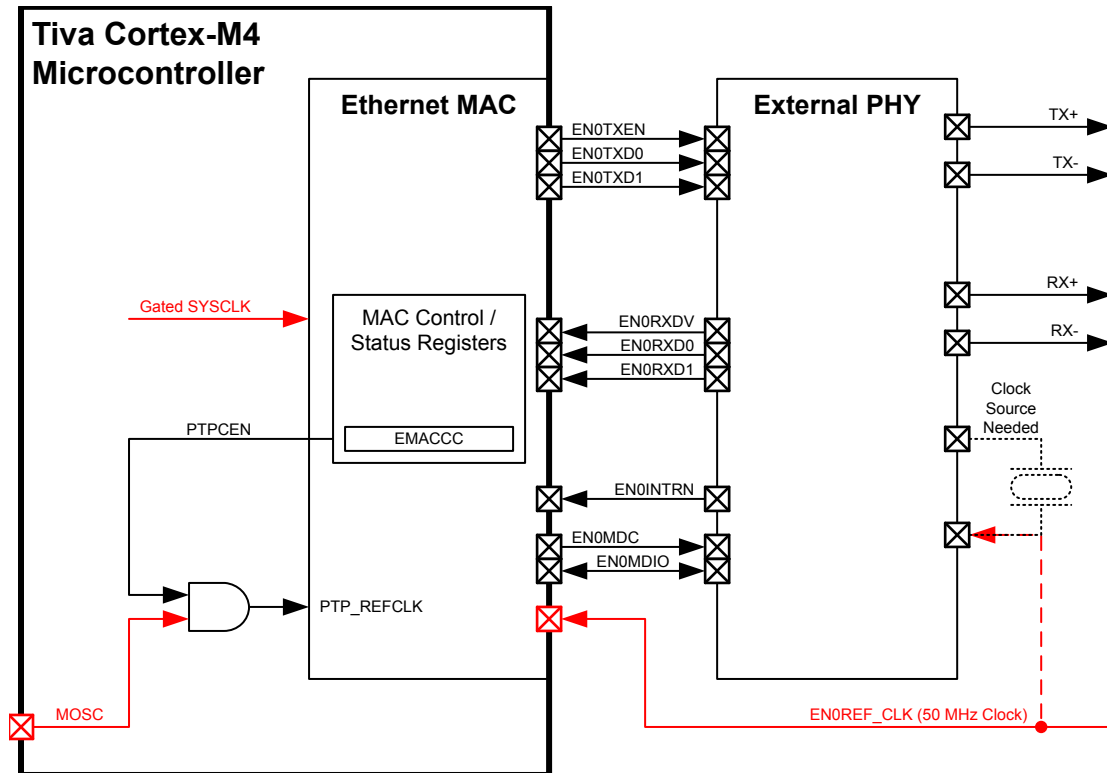 Tiva Cortex-M4
Microcontroller
Ethernet MAC
External PHY
EN0TXEN
EN0TXD0
EN0TXD1
TX+
TX-
Gated SYSCLK
MAC Control /
Status Registers
EN0RXDV
EN0RXD0
EN0RXD1
RX+
RX-
Clock
Source
Needed
PTPCEN
EMACCC
EN0INTRN
EN0MDC
EN0MDIO
PTP_REFCLK
MOSC
EN0REF_CLK (50 MHz Clock)